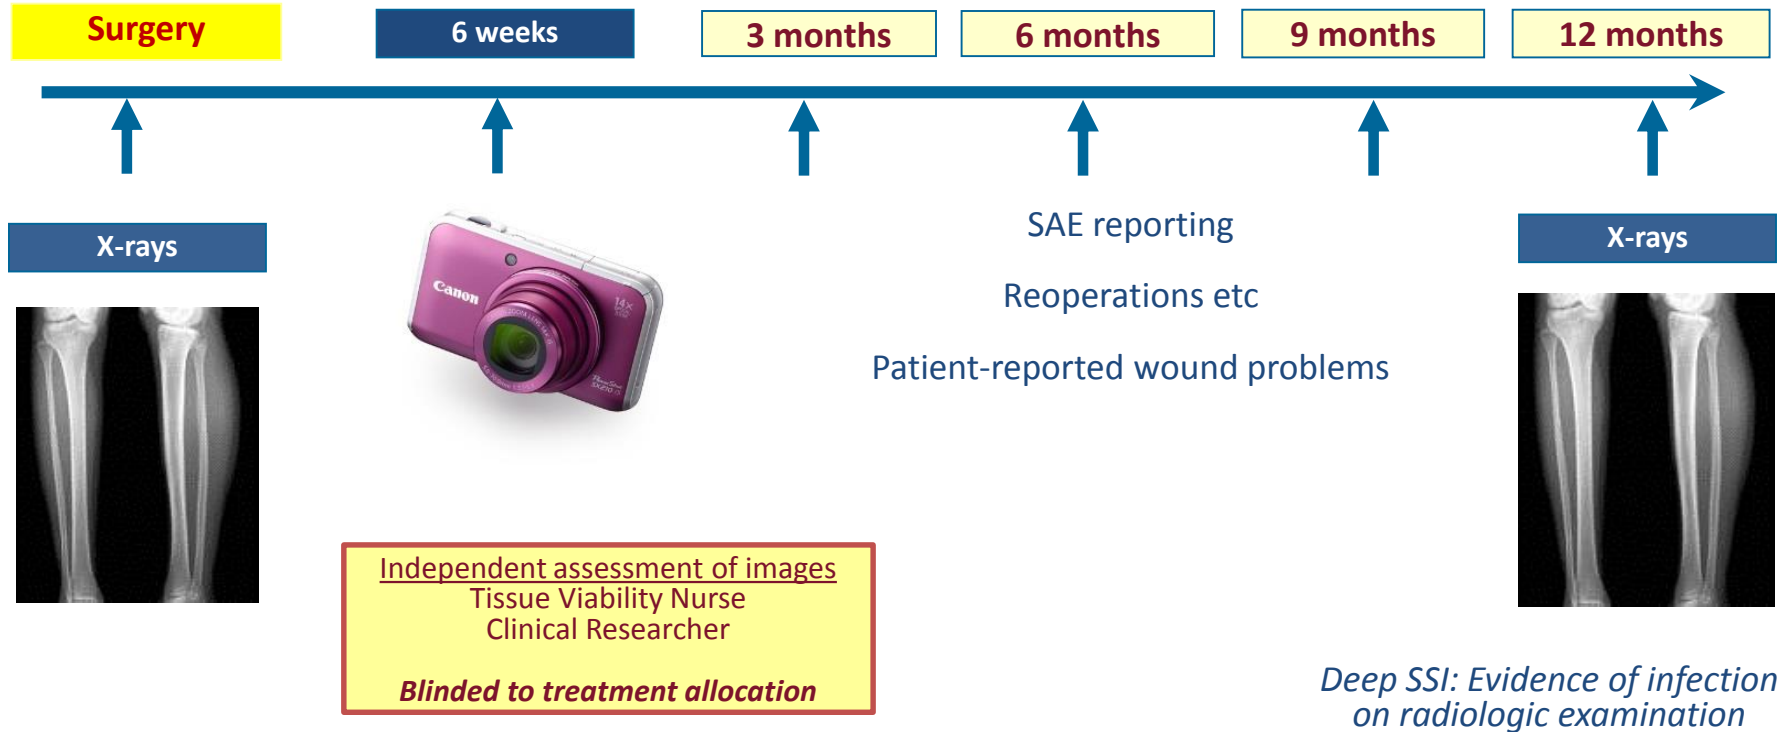 Surgery
6 weeks
3 months
6 months
9 months
12 months
X-rays
Canon
14x
SAE reporting
Reoperations etc
Patient-reported wound problems
X-rays
Independent assessment of images
Tissue Viability Nurse
Clinical Researcher
Blinded to treatment allocation
Deep SSI: Evidence of infection
on radiologic examination